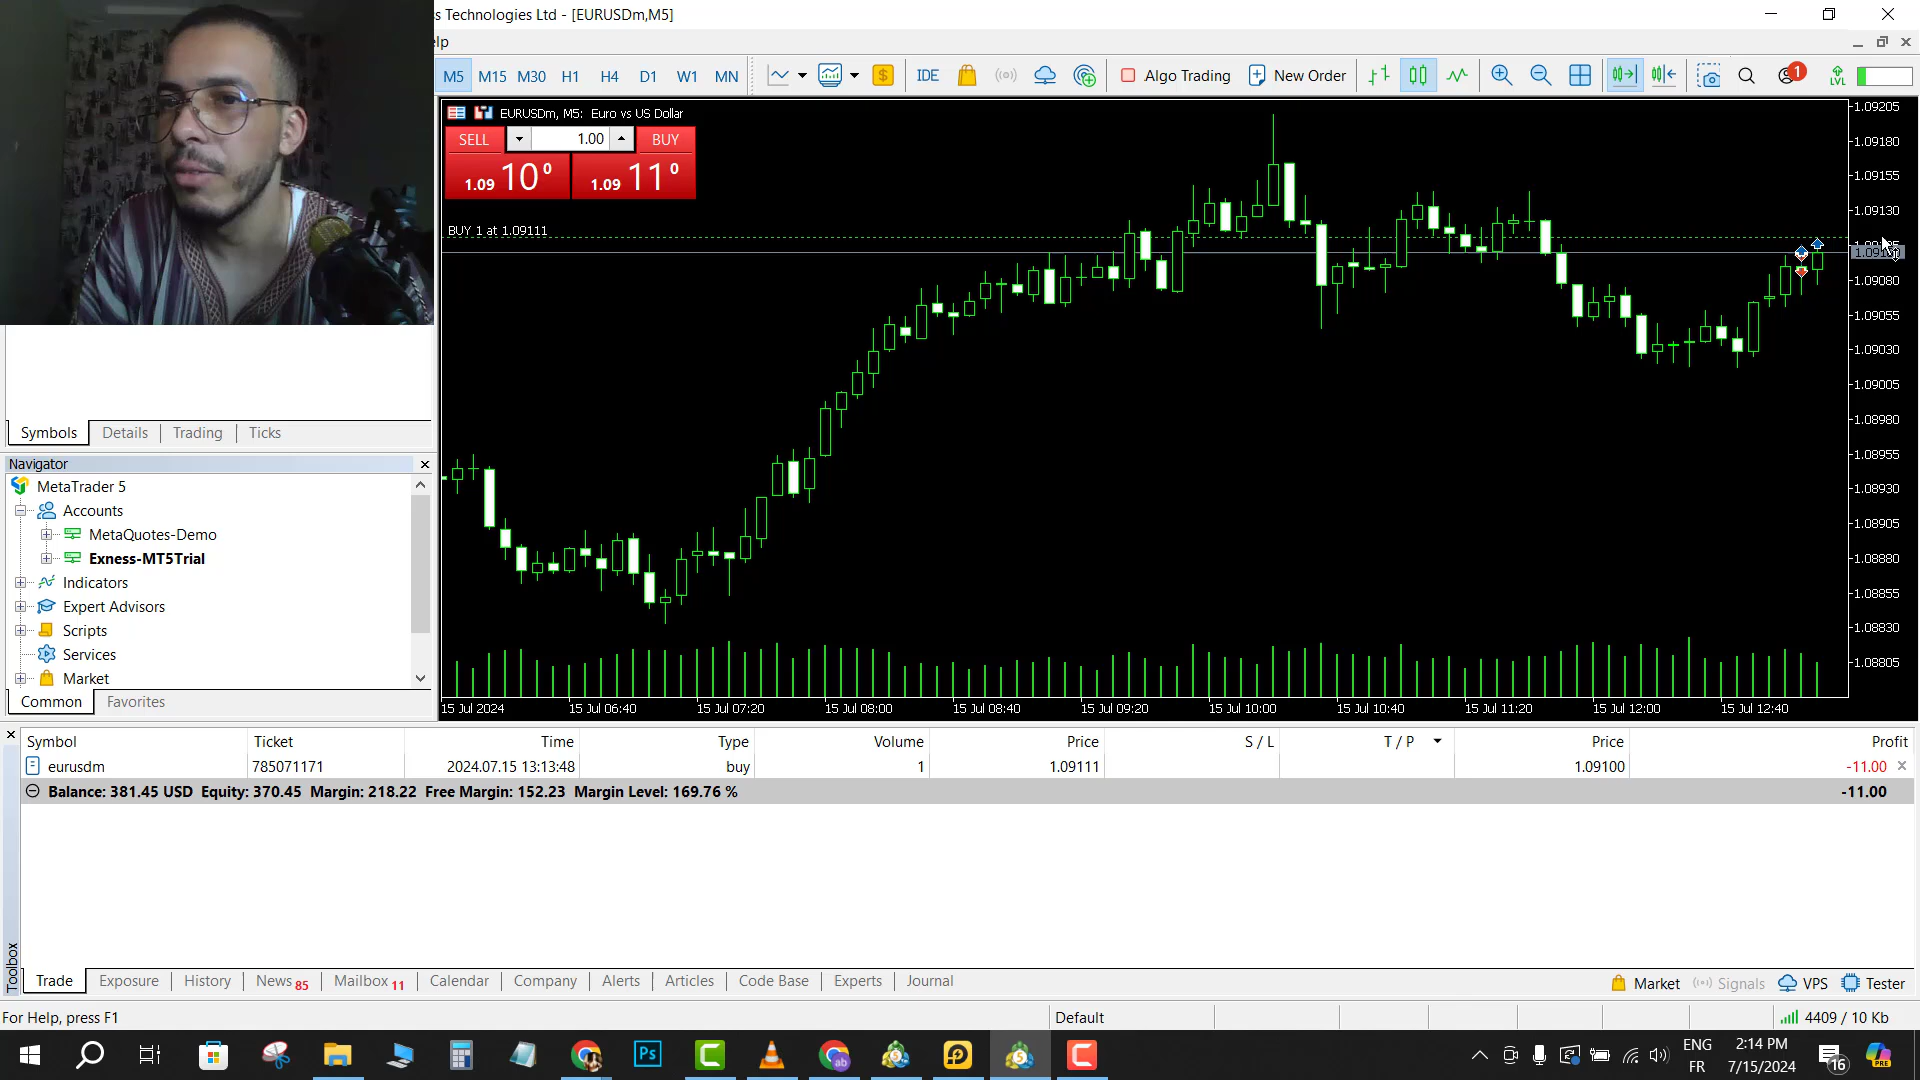 ss Technologies Ltd - [EURUSDm,M5]
elp
M5 M15 M30 H1 H4 D1 W1 MN
$ IDE Algo Trading New Order 1 LVL
EURUSDm, M5: Euro vs US Dollar
SELL 1.00 BUY
1.09 10 0 1.09 11 0
BUY 1 at 1.09111
1.09205
1.09180
1.09155
1.09130
1.09080
1.09055
1.09030
1.09005
1.08980
1.08955
1.08930
1.08905
1.08880
1.08855
1.08830
1.08805
15 Jul 2024 15 Jul 06:40 15 Jul 07:20 15 Jul 08:00 15 Jul 08:40 15 Jul 09:20 15 Jul 10:00 15 Jul 10:40 15 Jul 11:20 15 Jul 12:00 15 Jul 12:40
Symbols Details Trading Ticks
Navigator
MetaTrader 5
Accounts
MetaQuotes-Demo
Exness-MT5Trial
Indicators
Expert Advisors
Scripts
Services
Market
Common Favorites
Symbol Ticket Time Type Volume Price S / L T / P Price Profit
eurusdm 785071171 2024.07.15 13:13:48 buy 1 1.09111 1.09100 -11.00
Balance: 381.45 USD Equity: 370.45 Margin: 218.22 Free Margin: 152.23 Margin Level: 169.76 % -11.00
Toolbox
Trade Exposure History News 85 Mailbox 11 Calendar Company Alerts Articles Code Base Experts Journal
Market Signals VPS Tester
For Help, press F1 Default 4409 / 10 Kb
Ps ab PRE
ENG 2:14 PM
FR 7/15/2024 16